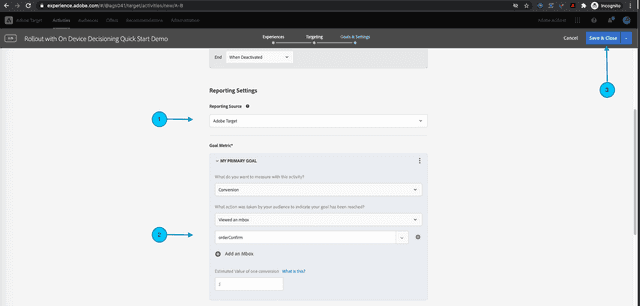 experience.adobe.com/#/@agri04t/target/activities/new/A-B
Incognito
Adobe Target
Activities
Audiences
Offers
Recommendations
Administration
A/B
Rollout with On Device Decisioning Quick Start Demo
Experiences
Targeting
Goals & Settings
Cancel
Save & Close
End
When Deactivated
3
Reporting Settings
Reporting Source
1
Adobe Target
Goal Metric*
MY PRIMARY GOAL
What do you want to measure with this activity?
Conversion
What action was taken by your audience to indicate your goal has been reached?
Viewed an mbox
2
orderConfirm
Add an Mbox
Estimated Value of one conversion
What is this?